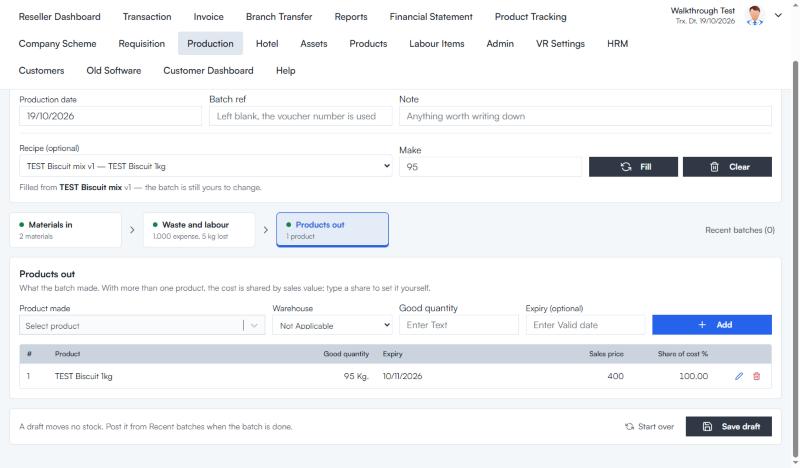 Reseller Dashboard Transaction Invoice Branch Transfer Reports Financial Statement Product Tracking
Walkthrough Test
Trx. Dt. 19/10/2026
Company Scheme Requisition Production Hotel Assets Products Labour Items Admin VR Settings HRM
Customers Old Software Customer Dashboard Help
Production date Batch ref Note
19/10/2026 Left blank, the voucher number is used Anything worth writing down
Recipe (optional) Make
TEST Biscuit mix v1 — TEST Biscuit 1kg 95 Fill Clear
Filled from TEST Biscuit mix v1 — the batch is still yours to change.
Materials in Waste and labour Products out
2 materials 1,000 expense, 5 kg lost 1 product
Recent batches (0)
Products out
What the batch made. With more than one product, the cost is shared by sales value; type a share to set it yourself.
Product made Warehouse Good quantity Expiry (optional)
Select product Not Applicable Enter Text Enter Valid date + Add
# Product Good quantity Expiry Sales price Share of cost %
1 TEST Biscuit 1kg 95 Kg. 10/11/2026 400 100.00
A draft moves no stock. Post it from Recent batches when the batch is done. Start over Save draft